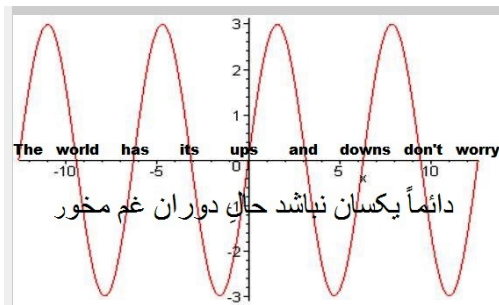 3
2
1
The world has its ups and downs don't worry
-10 -5 0 5 10
x
دائماً یکسان نباشد حالِ دوران غم مخور
-1
-2
-3